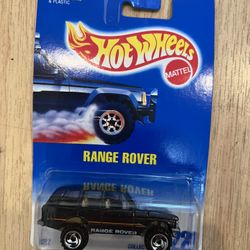 & PLASTIC
Hot Wheels
MATTEL
RANGE ROVER
RANGE ROVER
RANGE ROVER